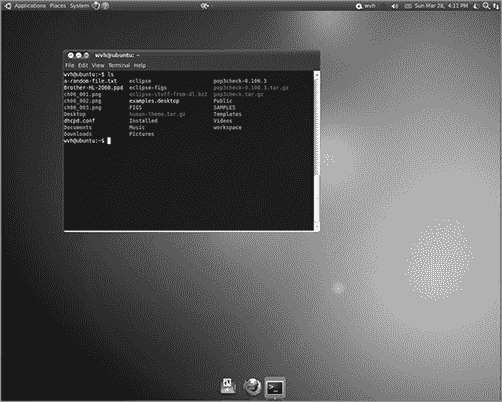 Applications Places System wvh Sun Mar 28, 4:11 PM
wvh@ubuntu: ~
File Edit View Terminal Help
wvh@ubuntu:~$ ls
a-random-file.txt eclipse pop3check-0.100.3
Brother-HL-2060.ppd eclipse-figs pop3check-0.100.3.tar.gz
ch06_001.png eclipse-stuff-from-dl.bz2 pop3check.tar.gz
ch06_002.png examples.desktop Public
ch06_003.png FIGS SAMPLES
Desktop human-theme.tar.gz Templates
dhcpd.conf Installed Videos
Documents Music workspace
Downloads Pictures
wvh@ubuntu:~$